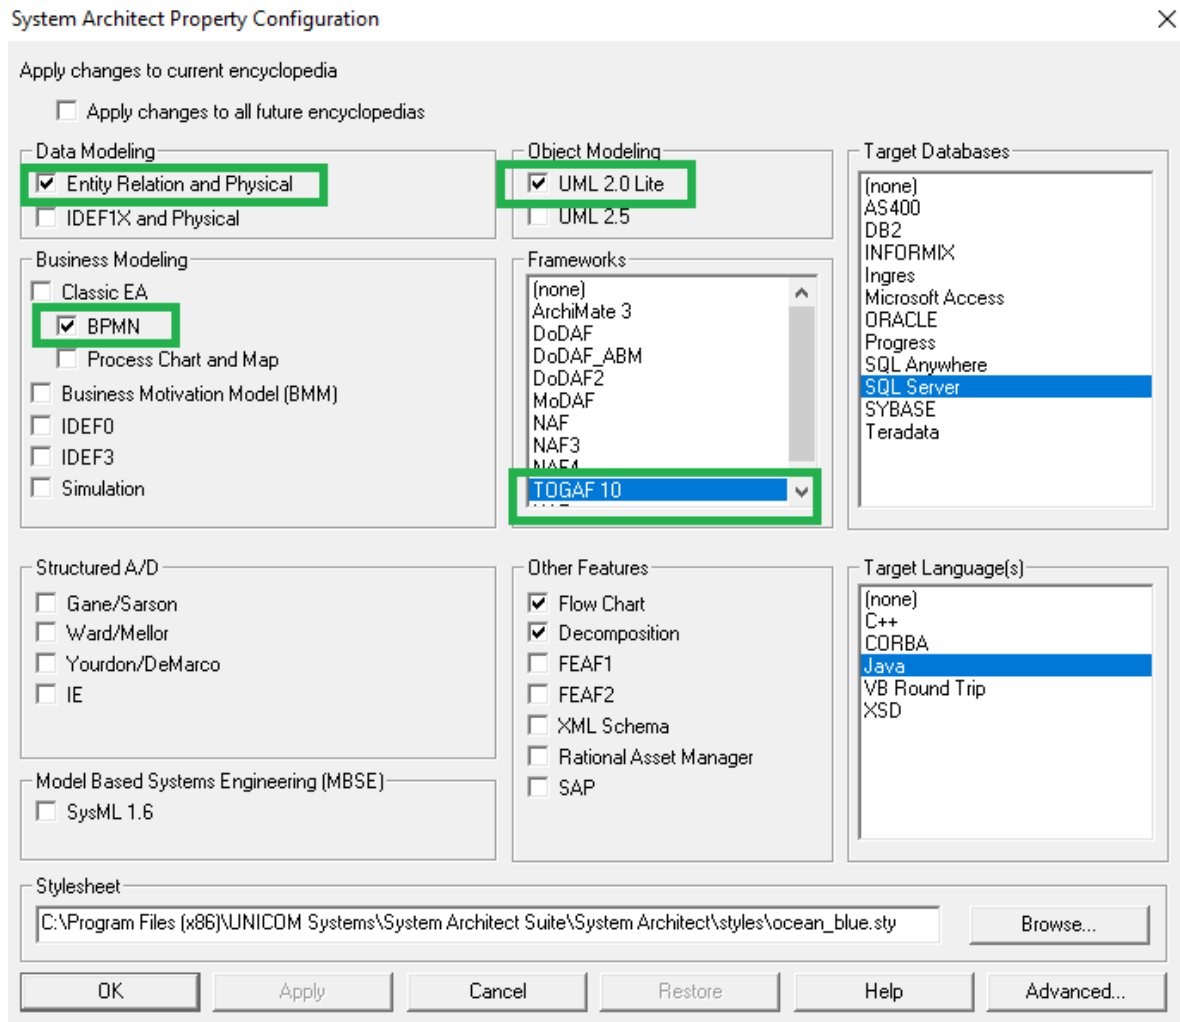 System Architect Property Configuration
Apply changes to current encyclopedia
Apply changes to all future encyclopedias
Data Modeling
Entity Relation and Physical
IDEF1X and Physical
Object Modeling
UML 2.0 Lite
UML 2.5
Target Databases
(none)
AS400
DB2
INFORMIX
Ingres
Microsoft Access
ORACLE
Progress
SQL Anywhere
SQL Server
SYBASE
Teradata
Business Modeling
Classic EA
BPMN
Process Chart and Map
Business Motivation Model (BMM)
IDEF0
IDEF3
Simulation
Frameworks
(none)
ArchiMate 3
DoDAF
DoDAF_ABM
DoDAF2
MoDAF
NAF
NAF3
NAF4
TOGAF 10
Structured A/D
Gane/Sarson
Ward/Mellor
Yourdon/DeMarco
IE
Other Features
Flow Chart
Decomposition
FEAF1
FEAF2
XML Schema
Rational Asset Manager
SAP
Target Language(s)
(none)
C++
CORBA
Java
VB Round Trip
XSD
Model Based Systems Engineering (MBSE)
SysML 1.6
Stylesheet
C:\Program Files (x86)\UNICOM Systems\System Architect Suite\System Architect\styles\ocean_blue.sty
Browse...
OK
Apply
Cancel
Restore
Help
Advanced...